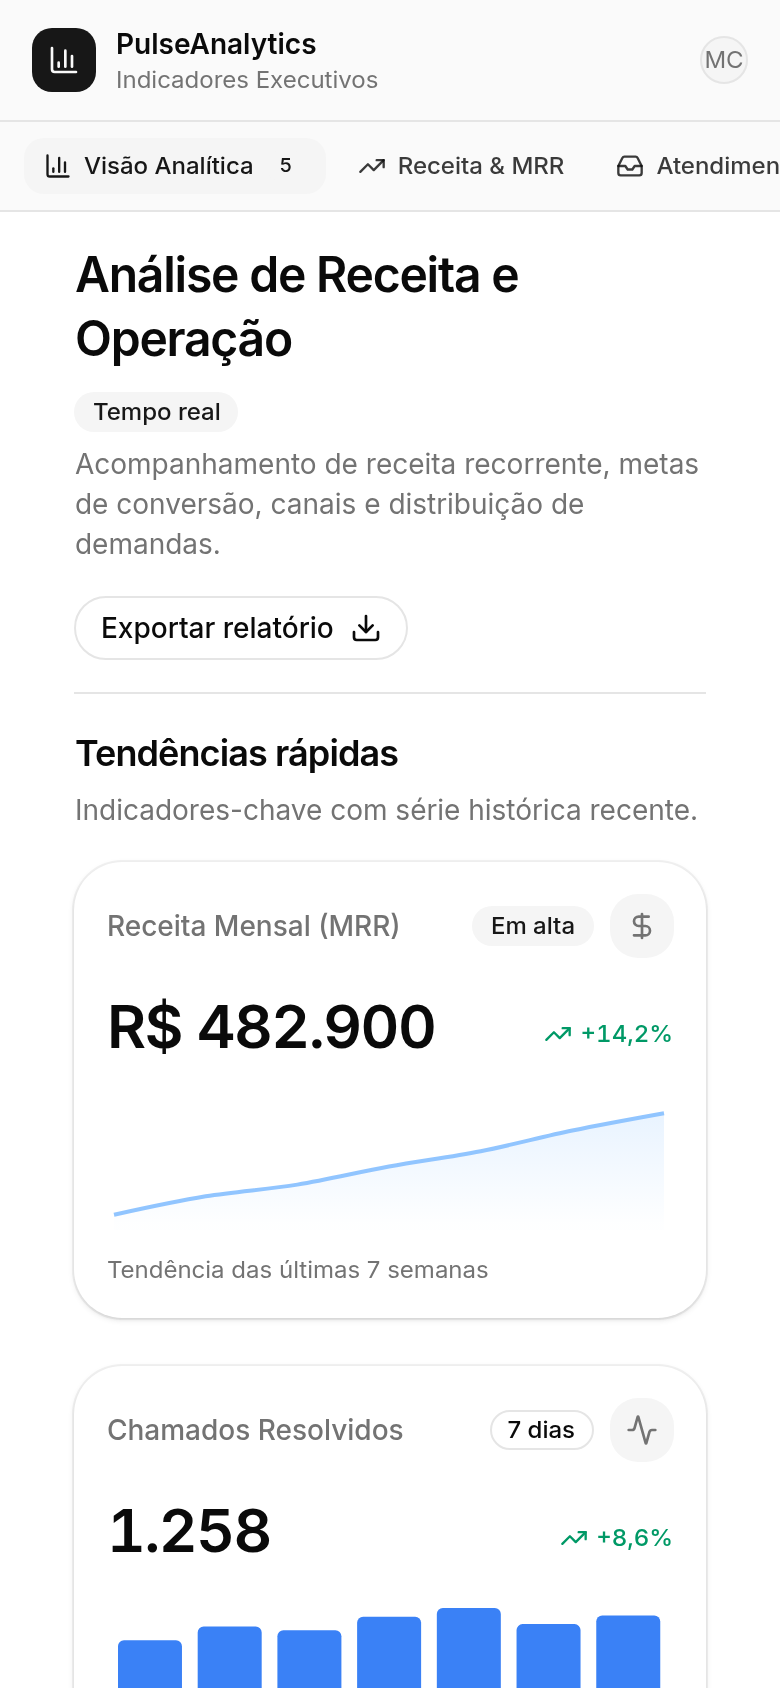 PulseAnalytics
Indicadores Executivos
MC
Visão Analítica 5
Receita & MRR
Atendimen
Análise de Receita e
Operação
Tempo real
Acompanhamento de receita recorrente, metas
de conversão, canais e distribuição de
demandas.
Exportar relatório
Tendências rápidas
Indicadores-chave com série histórica recente.
Receita Mensal (MRR)
Em alta
R$ 482.900
+14,2%
Tendência das últimas 7 semanas
Chamados Resolvidos
7 dias
1.258
+8,6%